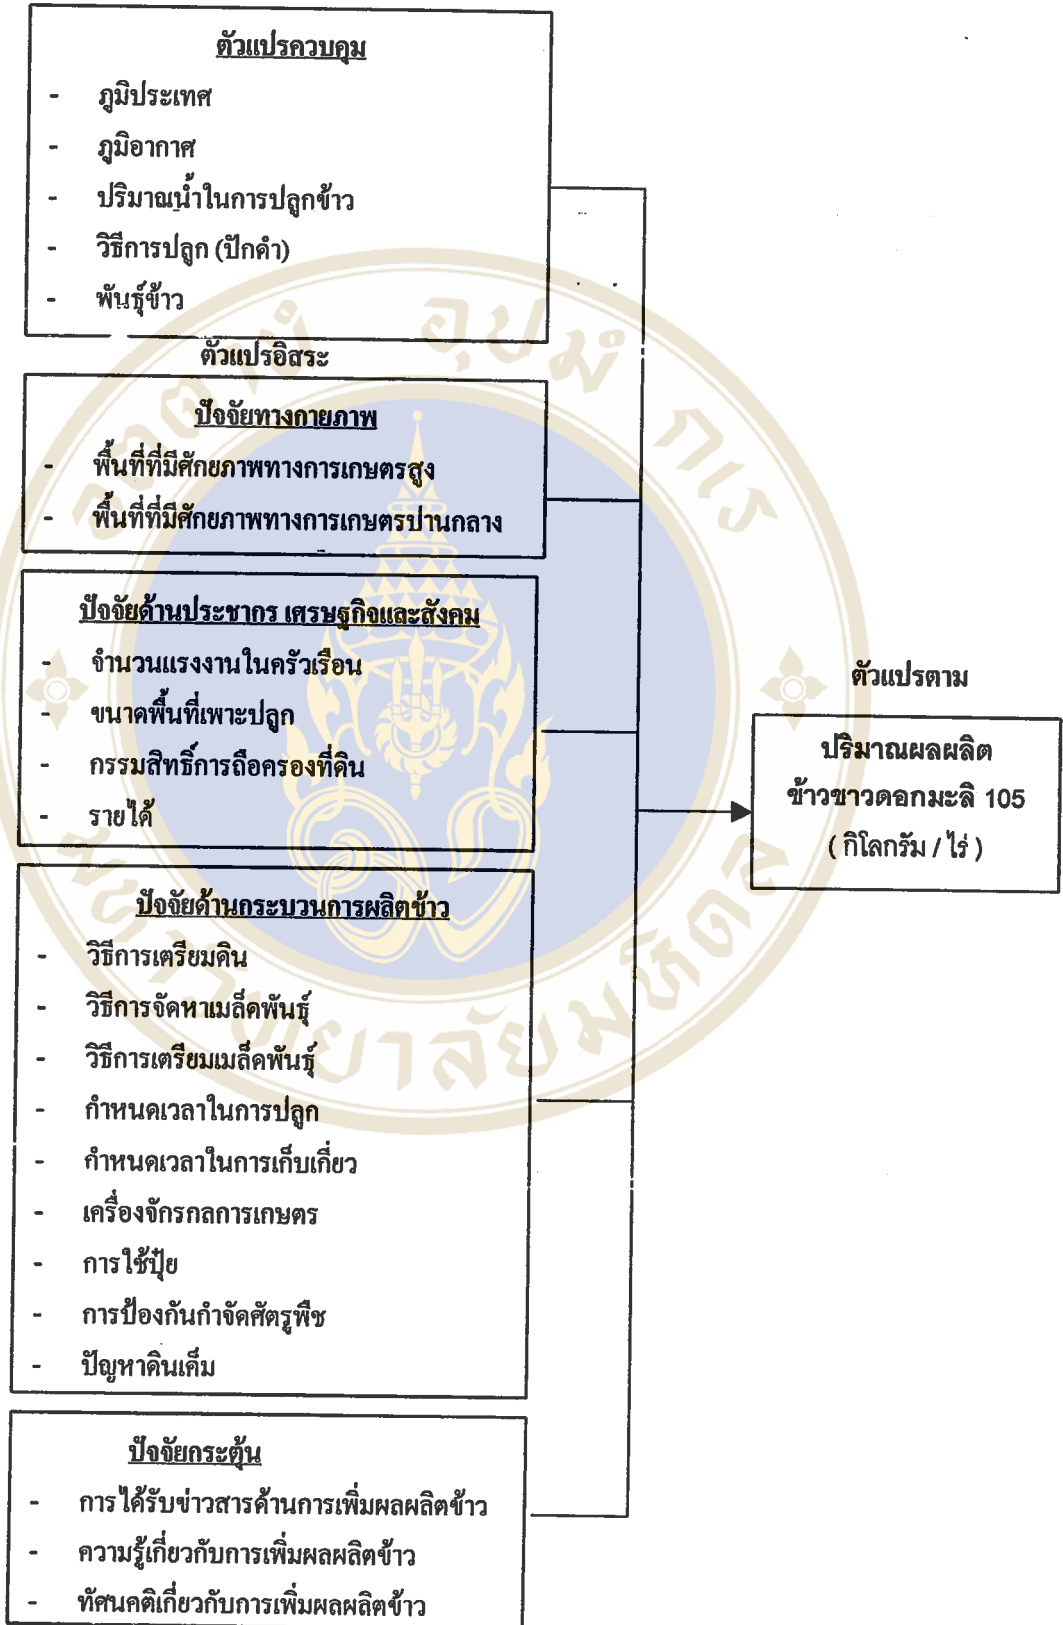 ตัวแปรควบคุม
- ภูมิประเทศ
- ภูมิอากาศ
- ปริมาณน้ำในการปลูกข้าว
- วิธีการปลูก (ปักดำ)
- พันธุ์ข้าว
ตัวแปรอิสระ
ปัจจัยทางกายภาพ
- พื้นที่ที่มีศักยภาพทางการเกษตรสูง
- พื้นที่ที่มีศักยภาพทางการเกษตรปานกลาง
ปัจจัยด้านประชากร เศรษฐกิจและสังคม
- จำนวนแรงงานในครัวเรือน
- ขนาดพื้นที่เพาะปลูก
- กรรมสิทธิ์การถือครองที่ดิน
- รายได้
ปัจจัยด้านกระบวนการผลิตข้าว
- วิธีการเตรียมดิน
- วิธีการจัดหาเมล็ดพันธุ์
- วิธีการเตรียมเมล็ดพันธุ์
- กำหนดเวลาในการปลูก
- กำหนดเวลาในการเก็บเกี่ยว
- เครื่องจักรกลการเกษตร
- การใช้ปุ๋ย
- การป้องกันกำจัดศัตรูพืช
- ปัญหาดินเค็ม
ปัจจัยกระตุ้น
- การได้รับข่าวสารด้านการเพิ่มผลผลิตข้าว
- ความรู้เกี่ยวกับการเพิ่มผลผลิตข้าว
- ทัศนคติเกี่ยวกับการเพิ่มผลผลิตข้าว
ตัวแปรตาม
ปริมาณผลผลิต
ข้าวขาวดอกมะลิ 105
( กิโลกรัม / ไร่ )
อตฺตานํ อุปมํ กเร
มหาวิทยาลัยมหิดล